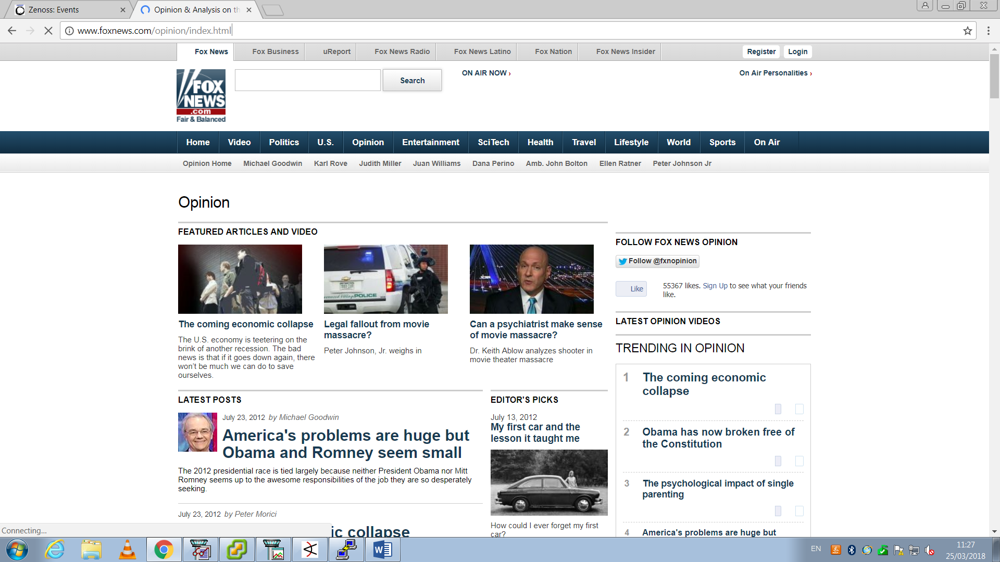 Zenoss: Events
Opinion & Analysis on th
www.foxnews.com/opinion/index.html
Fox News
Fox Business
uReport
Fox News Radio
Fox News Latino
Fox Nation
Fox News Insider
Register
Login
FOX
NEWS
.com
Fair & Balanced
Search
ON AIR NOW ›
On Air Personalities ›
Home
Video
Politics
U.S.
Opinion
Entertainment
SciTech
Health
Travel
Lifestyle
World
Sports
On Air
Opinion Home
Michael Goodwin
Karl Rove
Judith Miller
Juan Williams
Dana Perino
Amb. John Bolton
Ellen Ratner
Peter Johnson Jr
Opinion
FEATURED ARTICLES AND VIDEO
The coming economic collapse
The U.S. economy is teetering on the
brink of another recession. The bad
news is that if it goes down again, there
won't be much we can do to save
ourselves.
POLICE
Legal fallout from movie
massacre?
Peter Johnson, Jr. weighs in
Can a psychiatrist make sense
of movie massacre?
Dr. Keith Ablow analyzes shooter in
movie theater massacre
LATEST POSTS
July 23, 2012 by Michael Goodwin
America's problems are huge but
Obama and Romney seem small
The 2012 presidential race is tied largely because neither President Obama nor Mitt
Romney seems up to the awesome responsibilities of the job they are so desperately
seeking.
July 23, 2012 by Peter Morici
ic collapse
EDITOR'S PICKS
July 13, 2012
My first car and the
lesson it taught me
How could I ever forget my first
car?
FOLLOW FOX NEWS OPINION
Follow @fxnopinion
Like
55367 likes. Sign Up to see what your friends
like.
LATEST OPINION VIDEOS
TRENDING IN OPINION
1 The coming economic
collapse
2 Obama has now broken free of
the Constitution
3 The psychological impact of single
parenting
4 America's problems are huge but
Connecting...
EN
11:27
25/03/2018